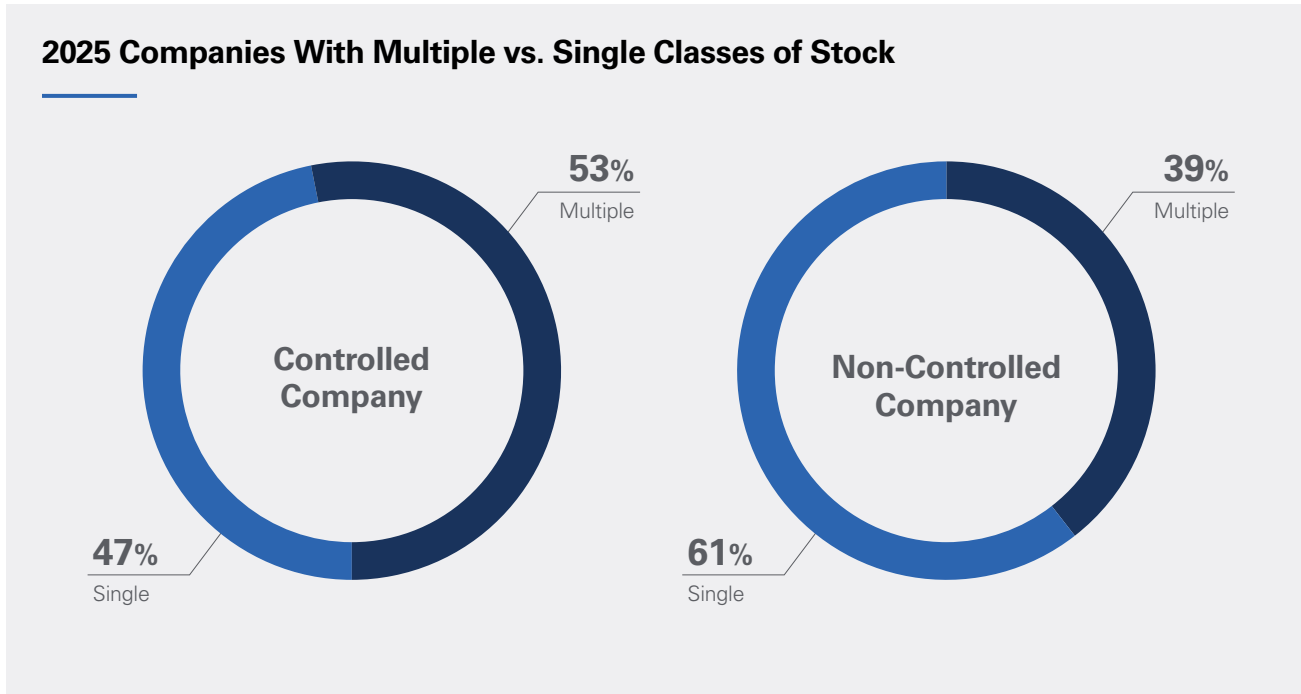 2025 Companies With Multiple vs. Single Classes of Stock
53%
Multiple
Controlled
Company
47%
Single
39%
Multiple
Non-Controlled
Company
61%
Single